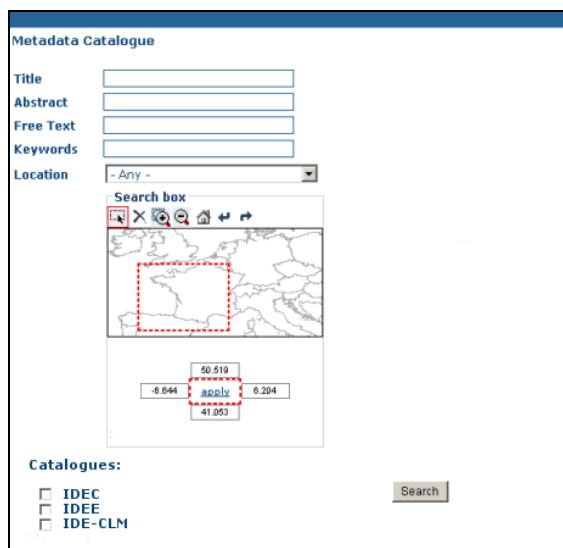 Metadata Catalogue
Title
Abstract
Free Text
Keywords
Location - Any -
Search box
50.519
-6.644 apply 6.204
41.053
Catalogues:
IDEC
IDEE
IDE-CLM
Search